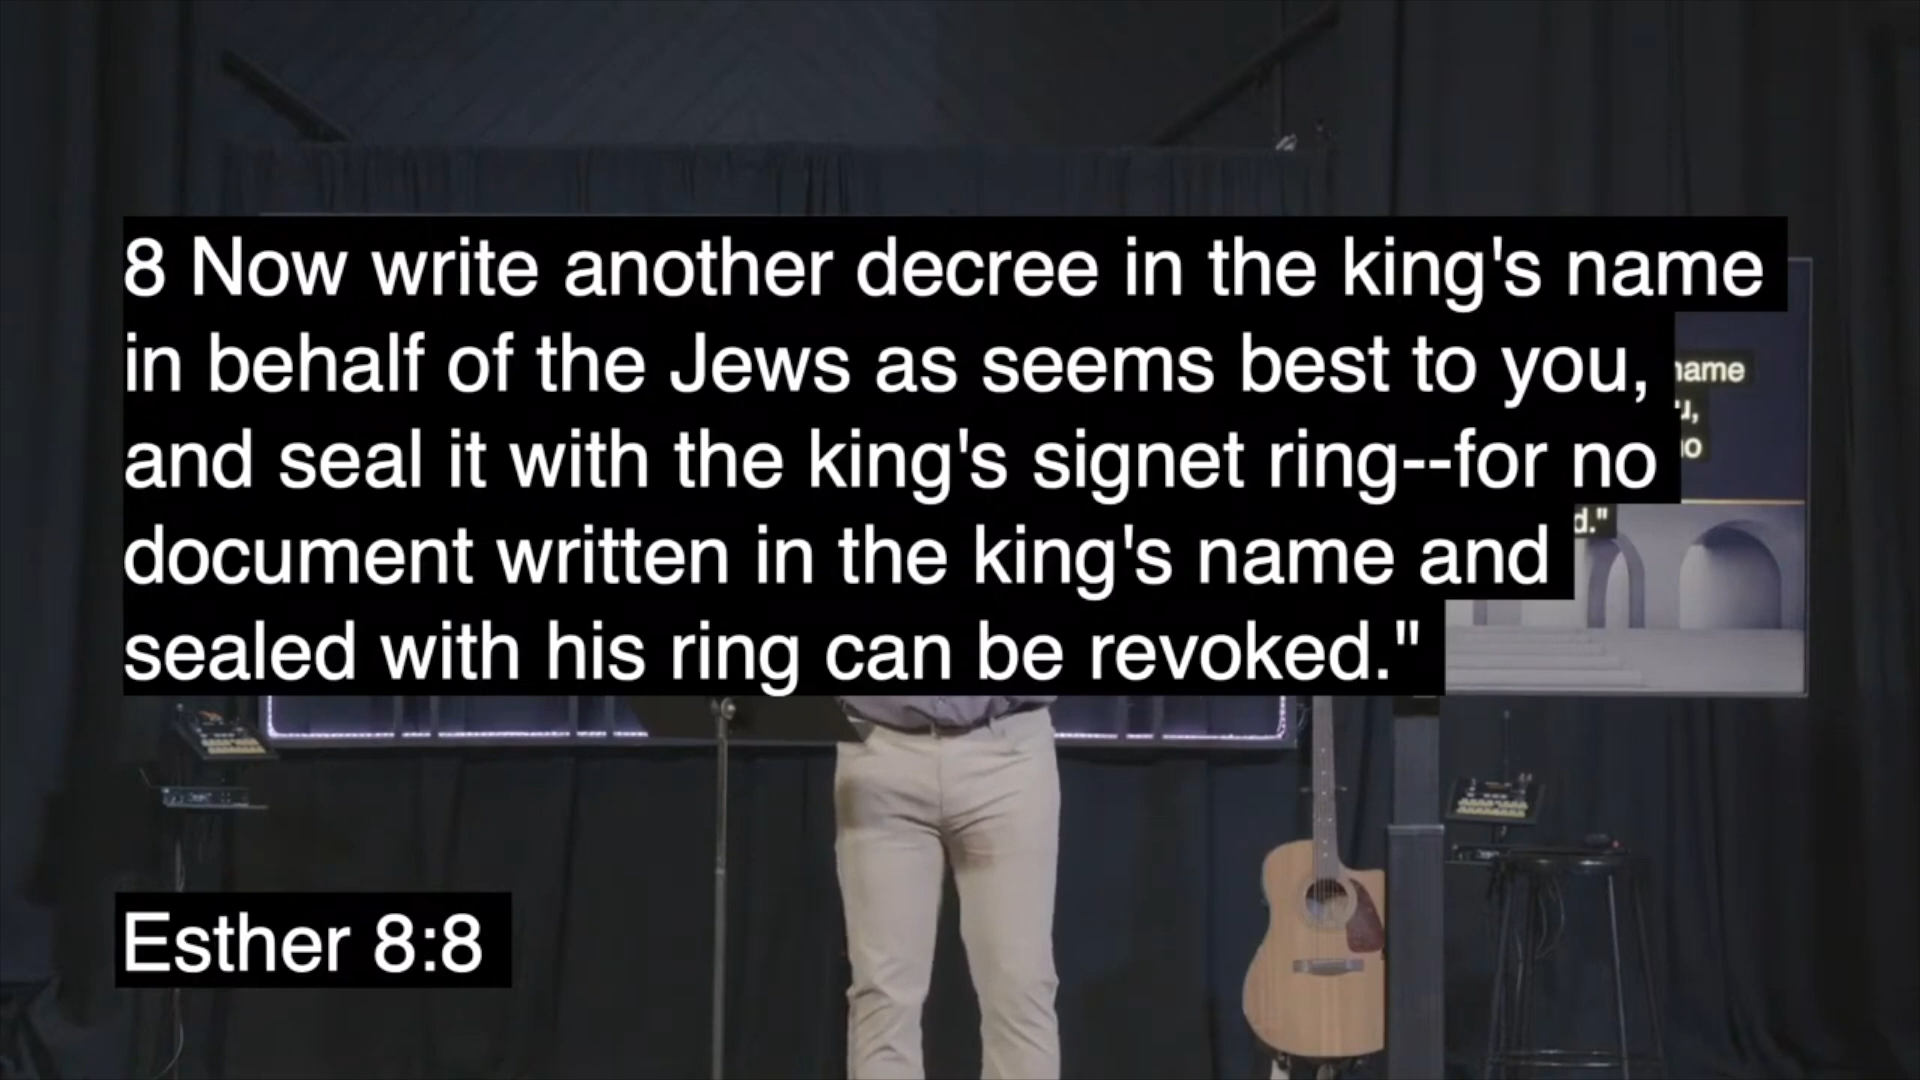 8 Now write another decree in the king's name
in behalf of the Jews as seems best to you,
and seal it with the king's signet ring--for no
document written in the king's name and
sealed with his ring can be revoked."
name
Esther 8:8